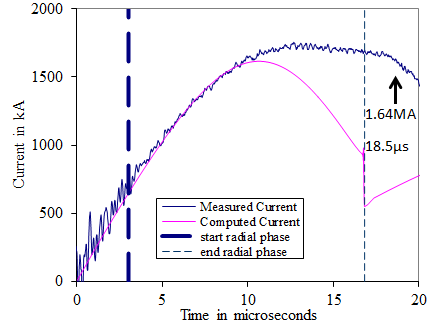 2000
1500
1000
500
0
Current in kA
1.64MA
18.5µs
Measured Current
Computed Current
start radial phase
end radial phase
0 5 10 15 20
Time in microseconds